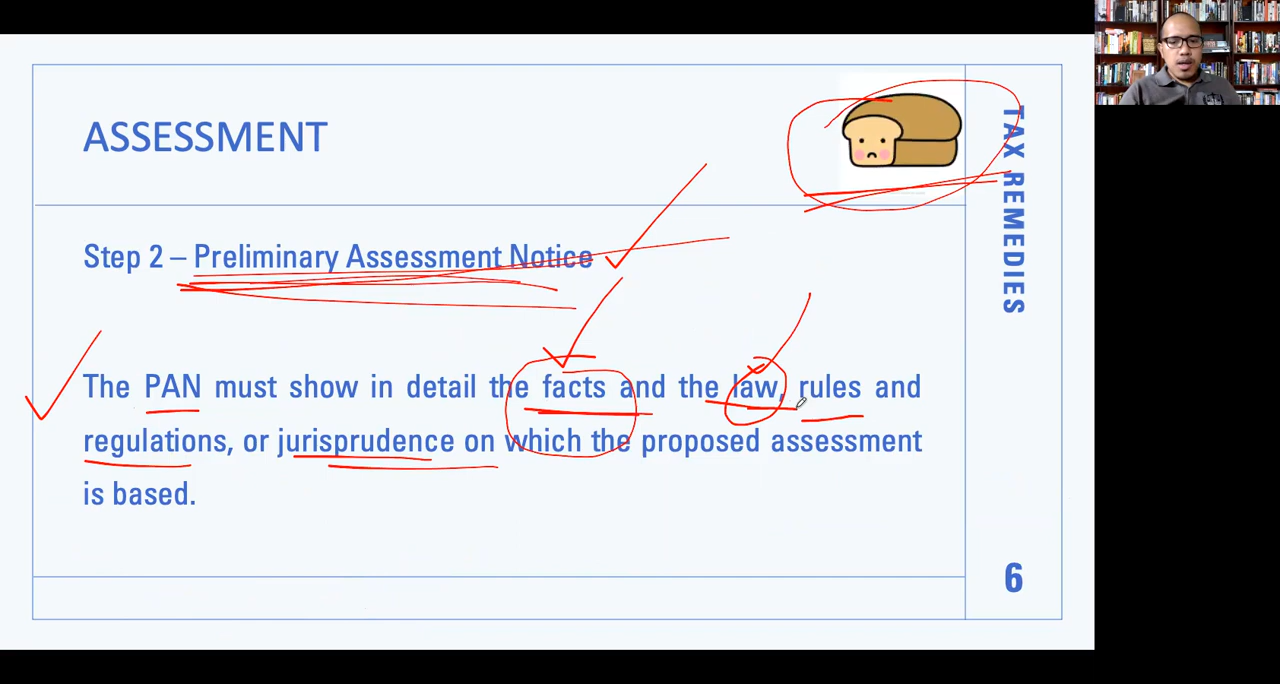 ASSESSMENT
TAX REMEDIES
Step 2 – Preliminary Assessment Notice
The PAN must show in detail the facts and the law, rules and
regulations, or jurisprudence on which the proposed assessment
is based.
6